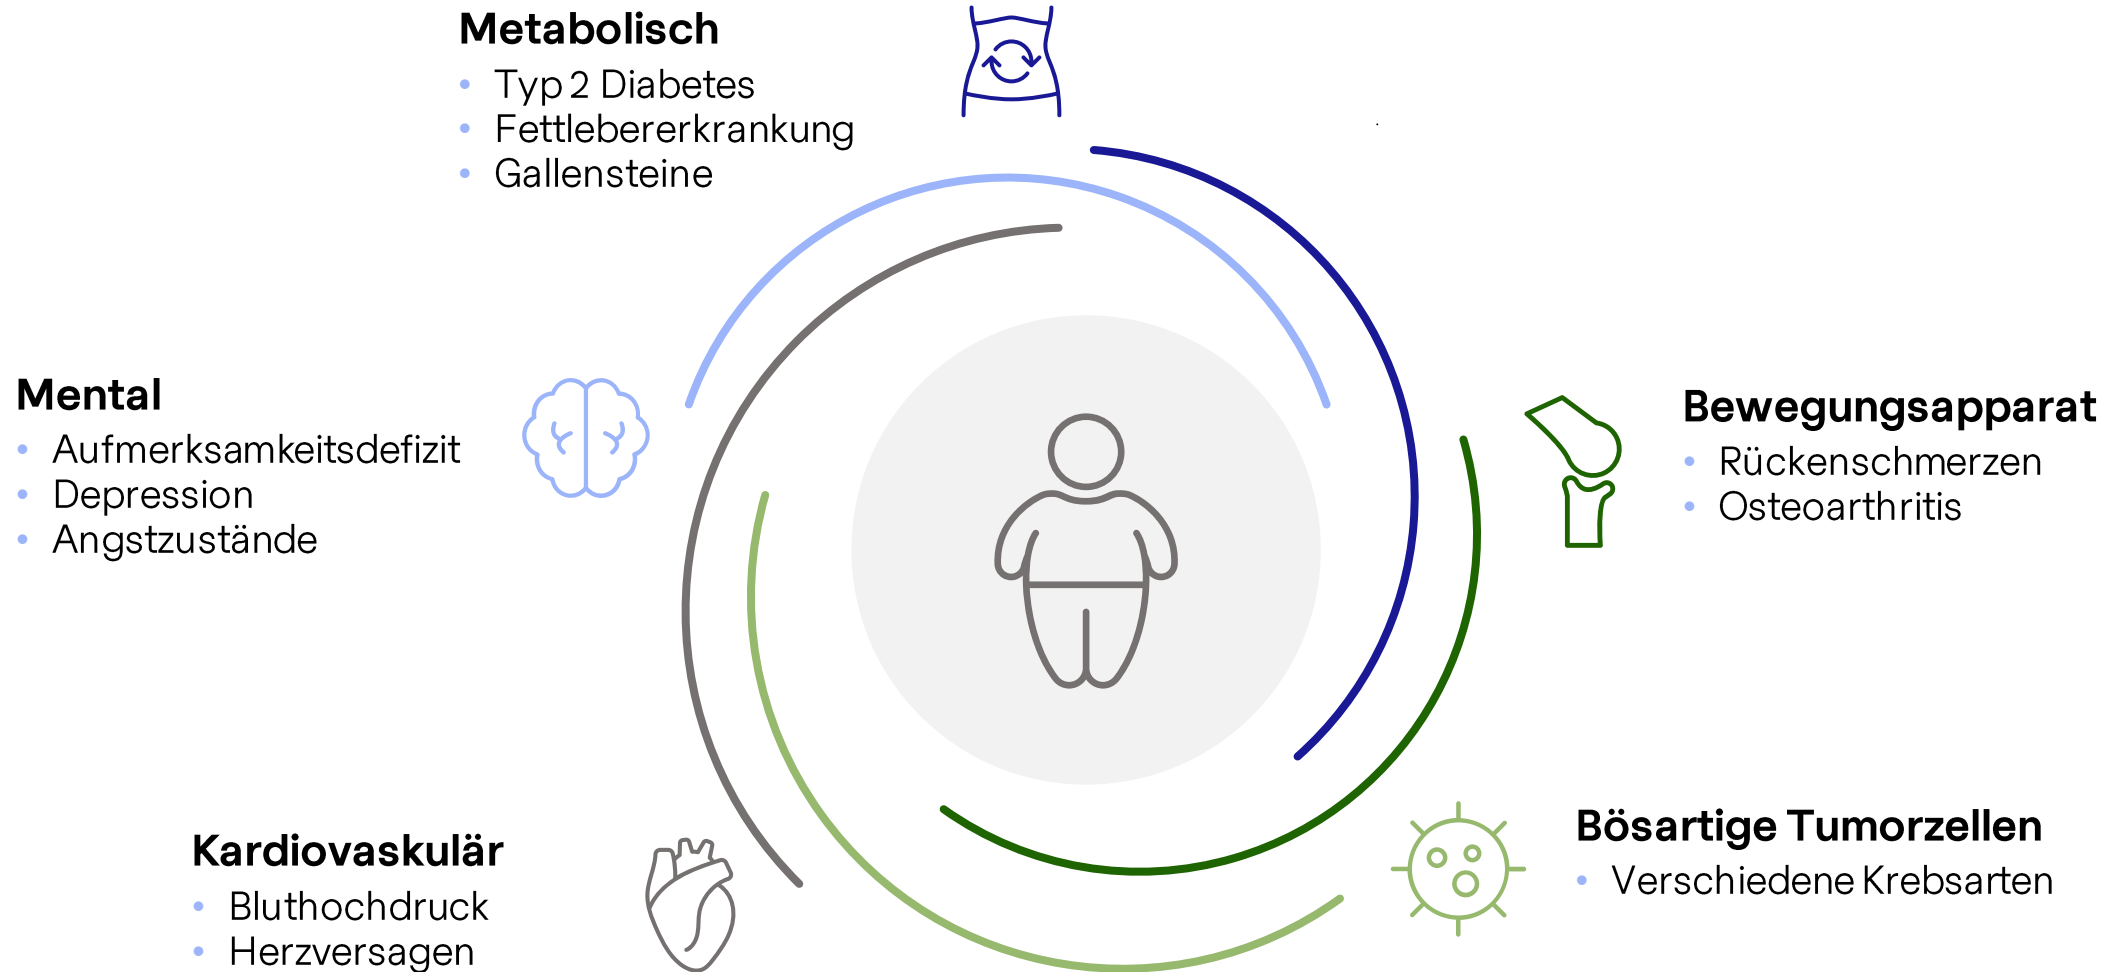 Metabolisch
• Typ 2 Diabetes
• Fettlebererkrankung
• Gallensteine
Mental
• Aufmerksamkeitsdefizit
• Depression
• Angstzustände
Bewegungsapparat
• Rückenschmerzen
• Osteoarthritis
Kardiovaskulär
• Bluthochdruck
• Herzversagen
Bösartige Tumorzellen
• Verschiedene Krebsarten